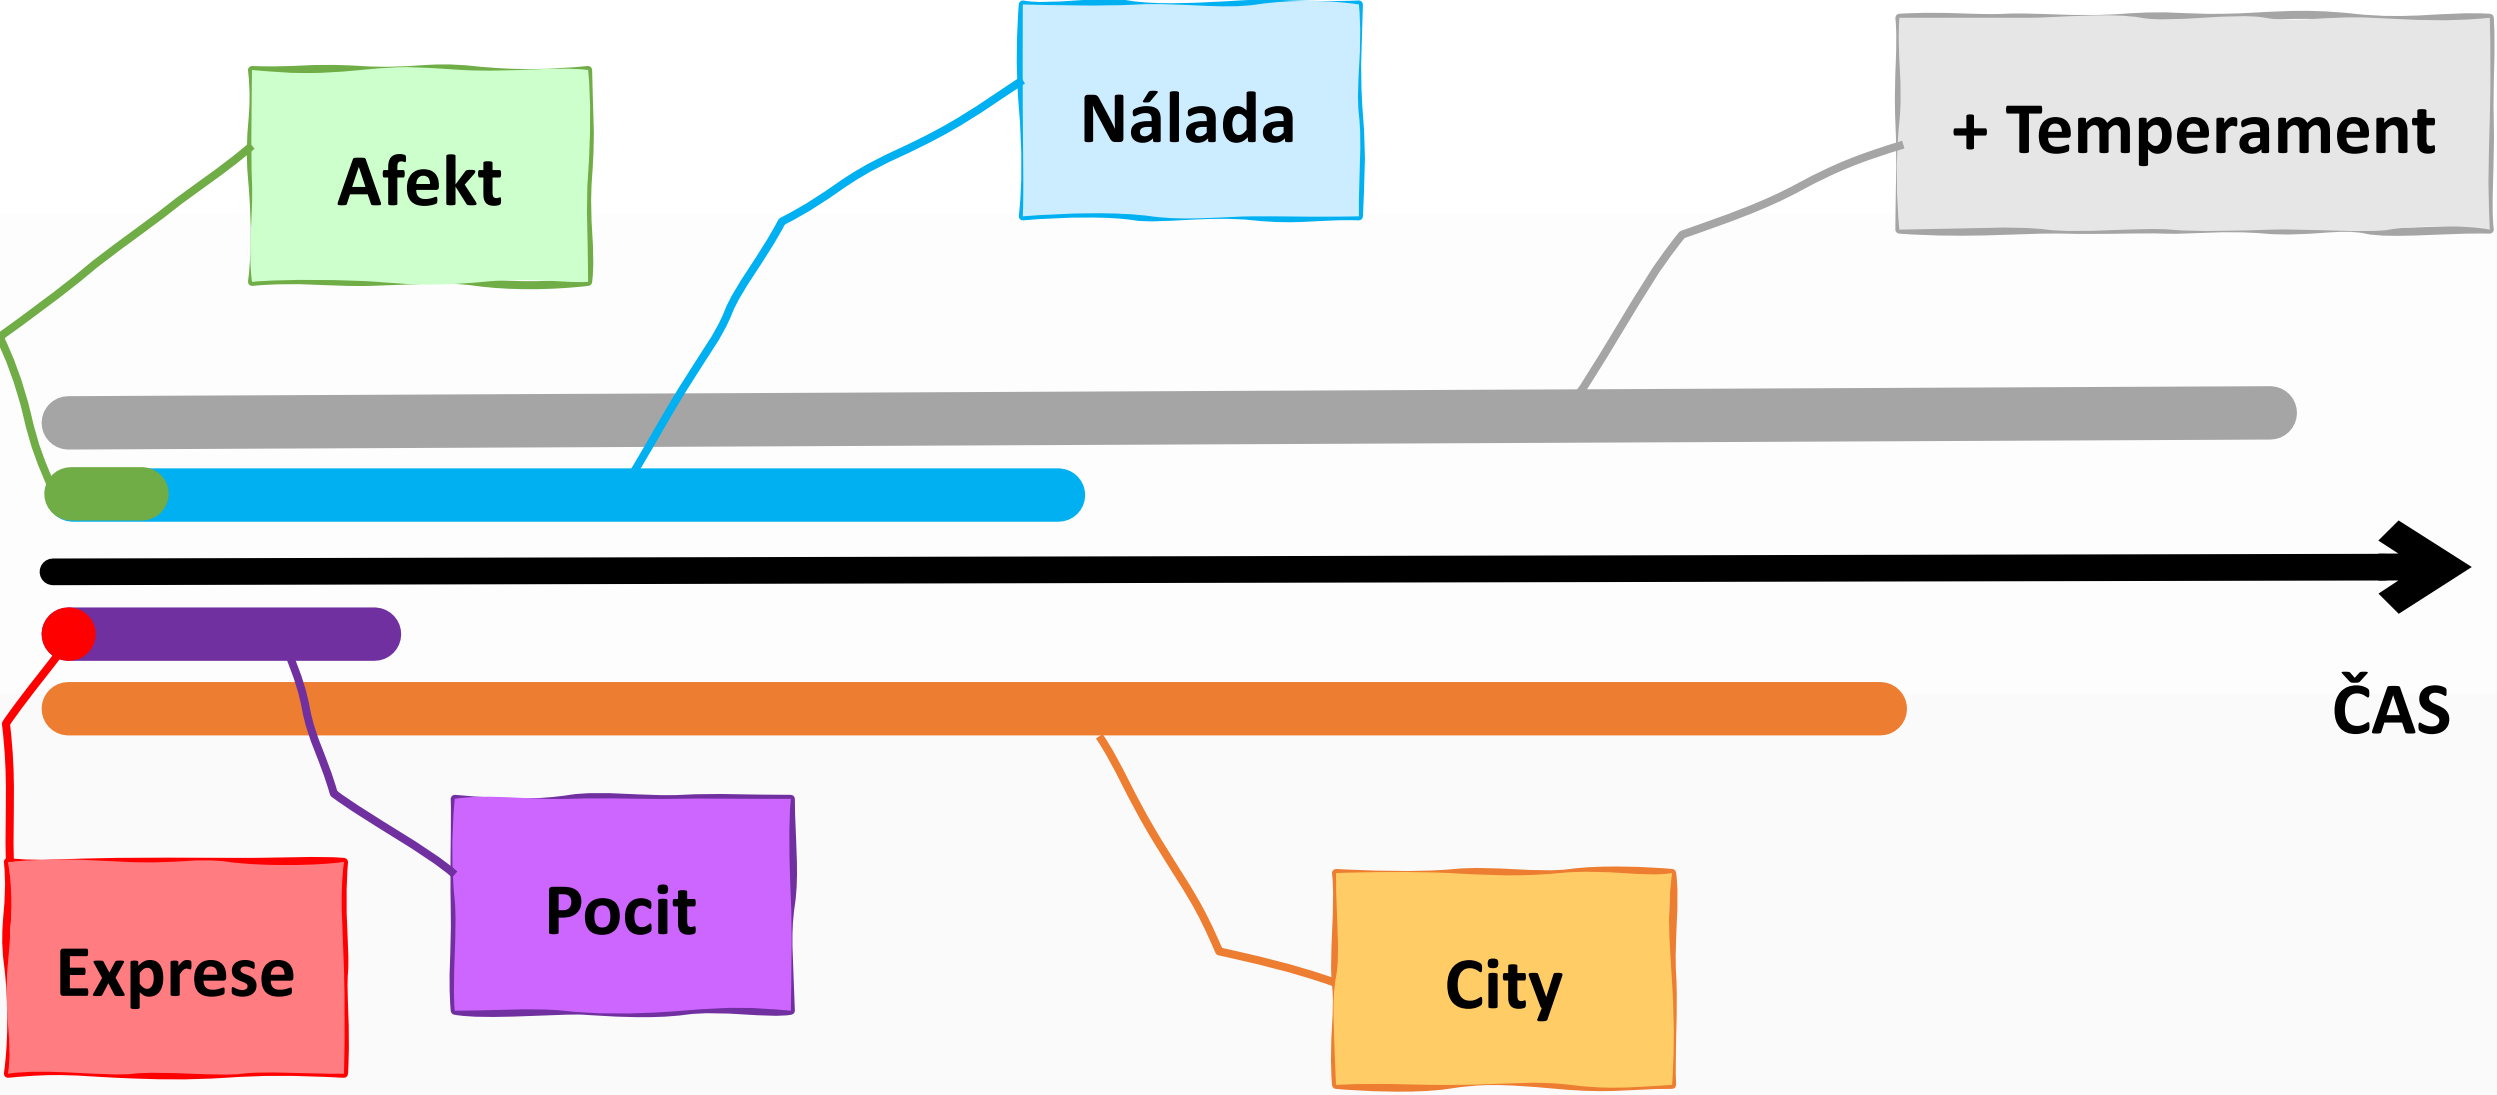 Afekt
Nálada
+ Temperament
ČAS
Exprese
Pocit
City